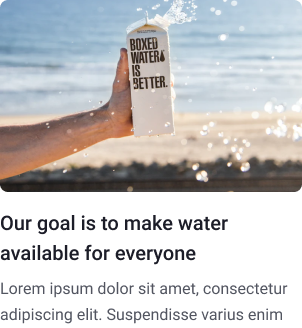 BOXED
WATER
IS
BETTER.
Our goal is to make water
available for everyone
Lorem ipsum dolor sit amet, consectetur
adipiscing elit. Suspendisse varius enim